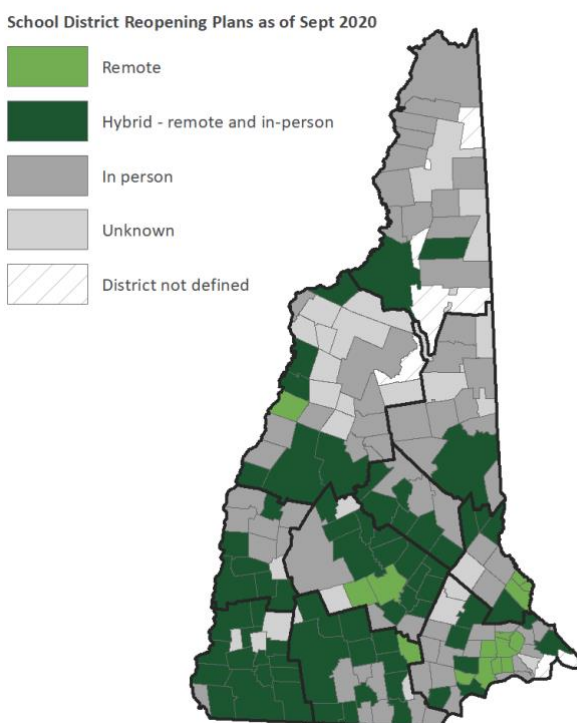 School District Reopening Plans as of Sept 2020
Remote
Hybrid - remote and in-person
In person
Unknown
District not defined